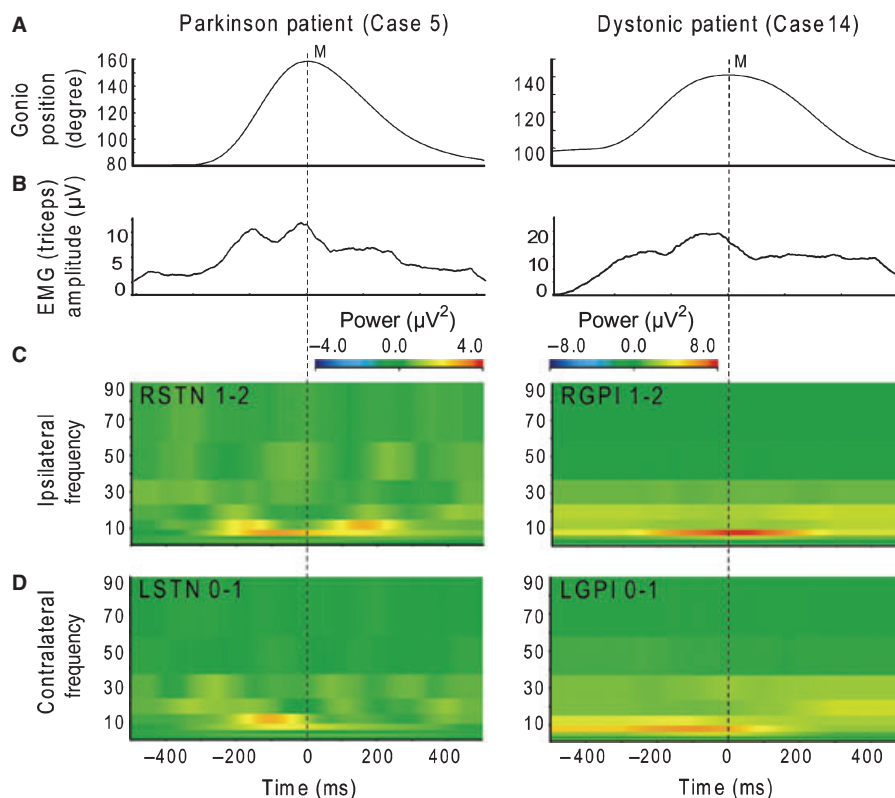 A
Parkinson patient (Case 5)
Dystonic patient (Case 14)
Gonio position (degree)
160
140
120
100
80
M
140
120
100
M
B
EMG (triceps) amplitude (µV)
10
5
0
20
10
0
Power (µV²)
−4.0 0.0 4.0
Power (µV²)
−8.0 0.0 8.0
C
Ipsilateral frequency
90
70
50
30
10
RSTN 1-2
90
70
50
30
10
RGPI 1-2
D
Contralateral frequency
90
70
50
30
10
LSTN 0-1
90
70
50
30
10
LGPI 0-1
−400 −200 0 200 400
Time (ms)
−400 −200 0 200 400
Time (ms)